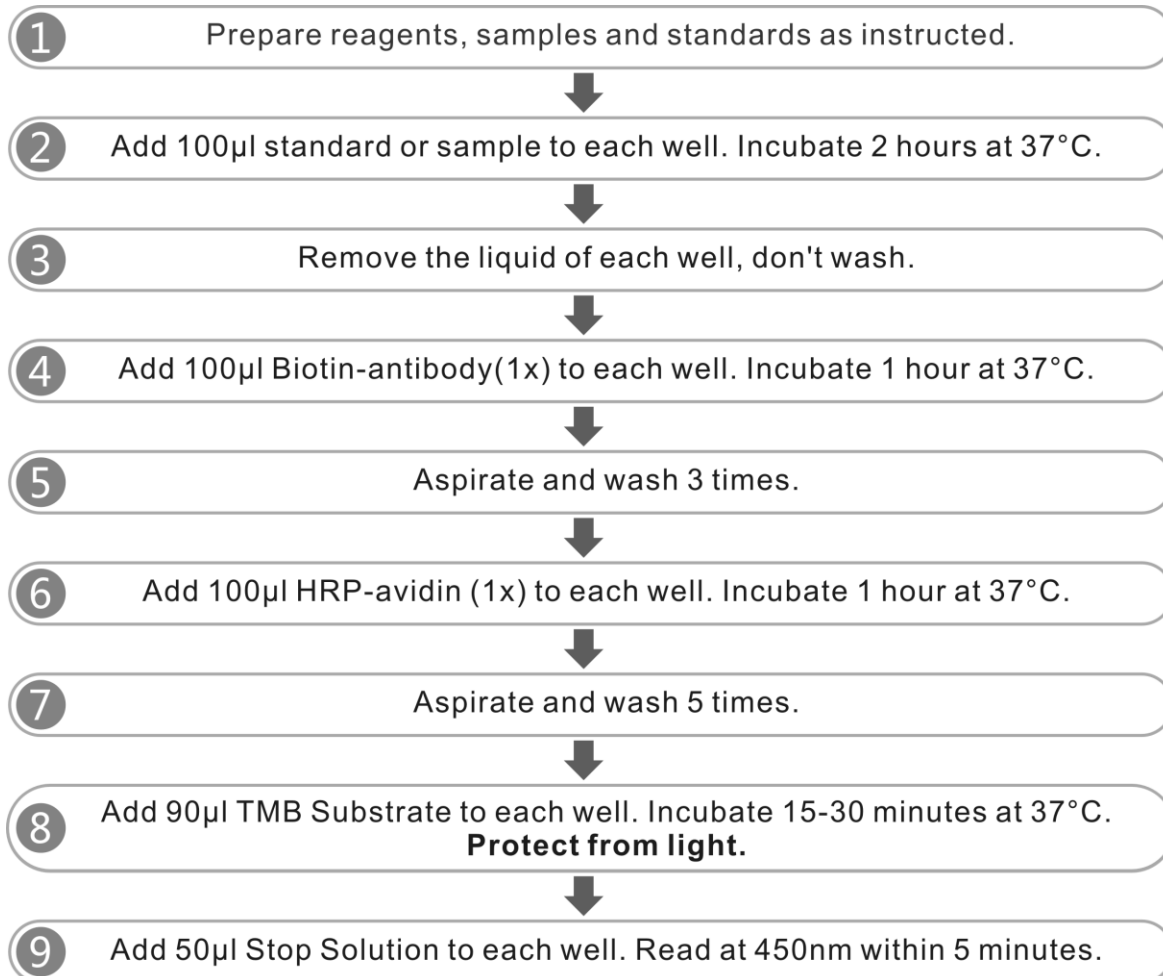 1 Prepare reagents, samples and standards as instructed.
2 Add 100µl standard or sample to each well. Incubate 2 hours at 37°C.
3 Remove the liquid of each well, don't wash.
4 Add 100µl Biotin-antibody(1x) to each well. Incubate 1 hour at 37°C.
5 Aspirate and wash 3 times.
6 Add 100µl HRP-avidin (1x) to each well. Incubate 1 hour at 37°C.
7 Aspirate and wash 5 times.
8 Add 90µl TMB Substrate to each well. Incubate 15-30 minutes at 37°C.
Protect from light.
9 Add 50µl Stop Solution to each well. Read at 450nm within 5 minutes.